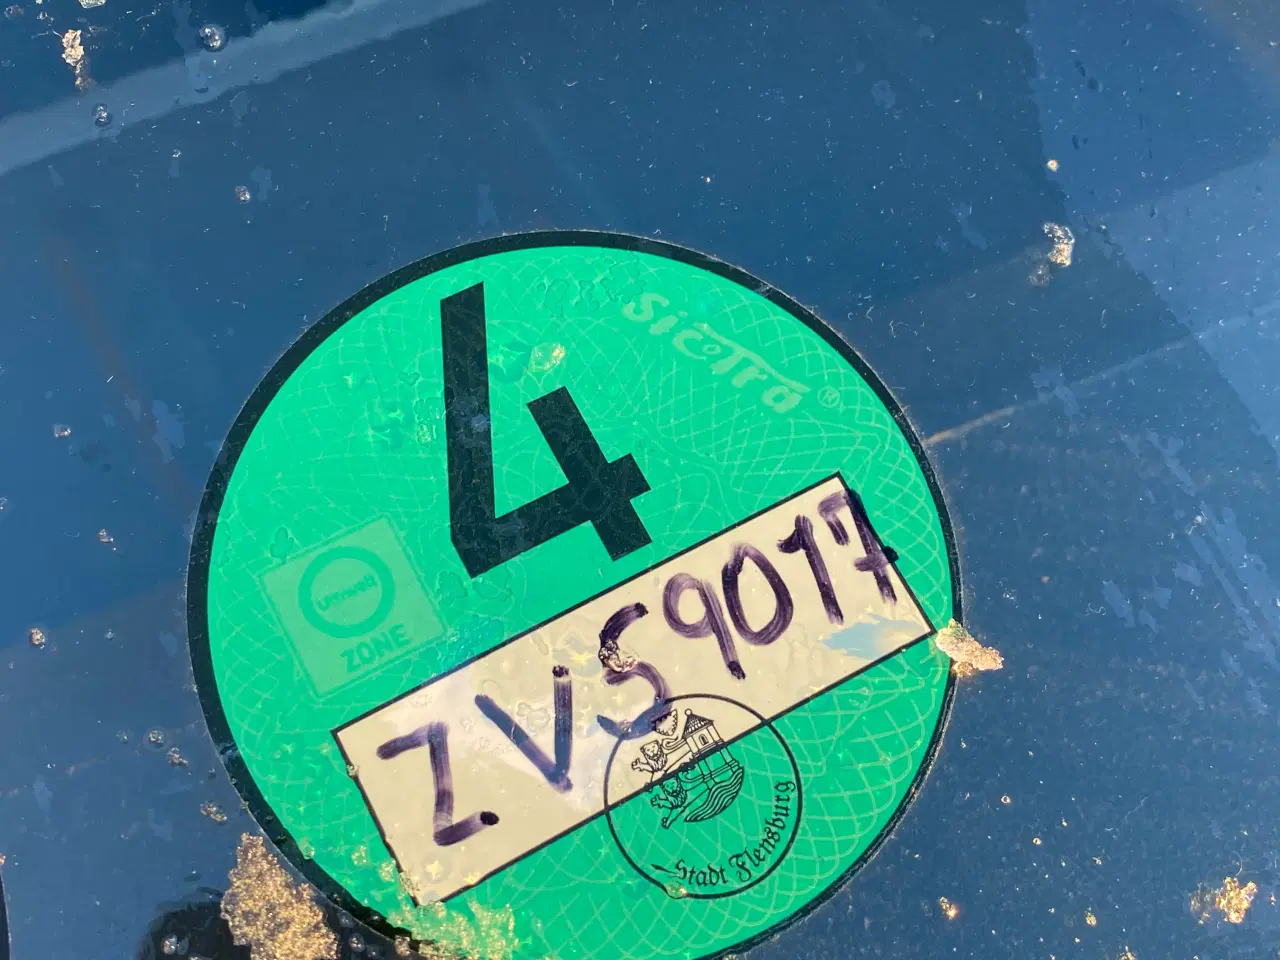 4
SicTra®
Umwelt
ZONE
ZVS9017
Stadt Flensburg